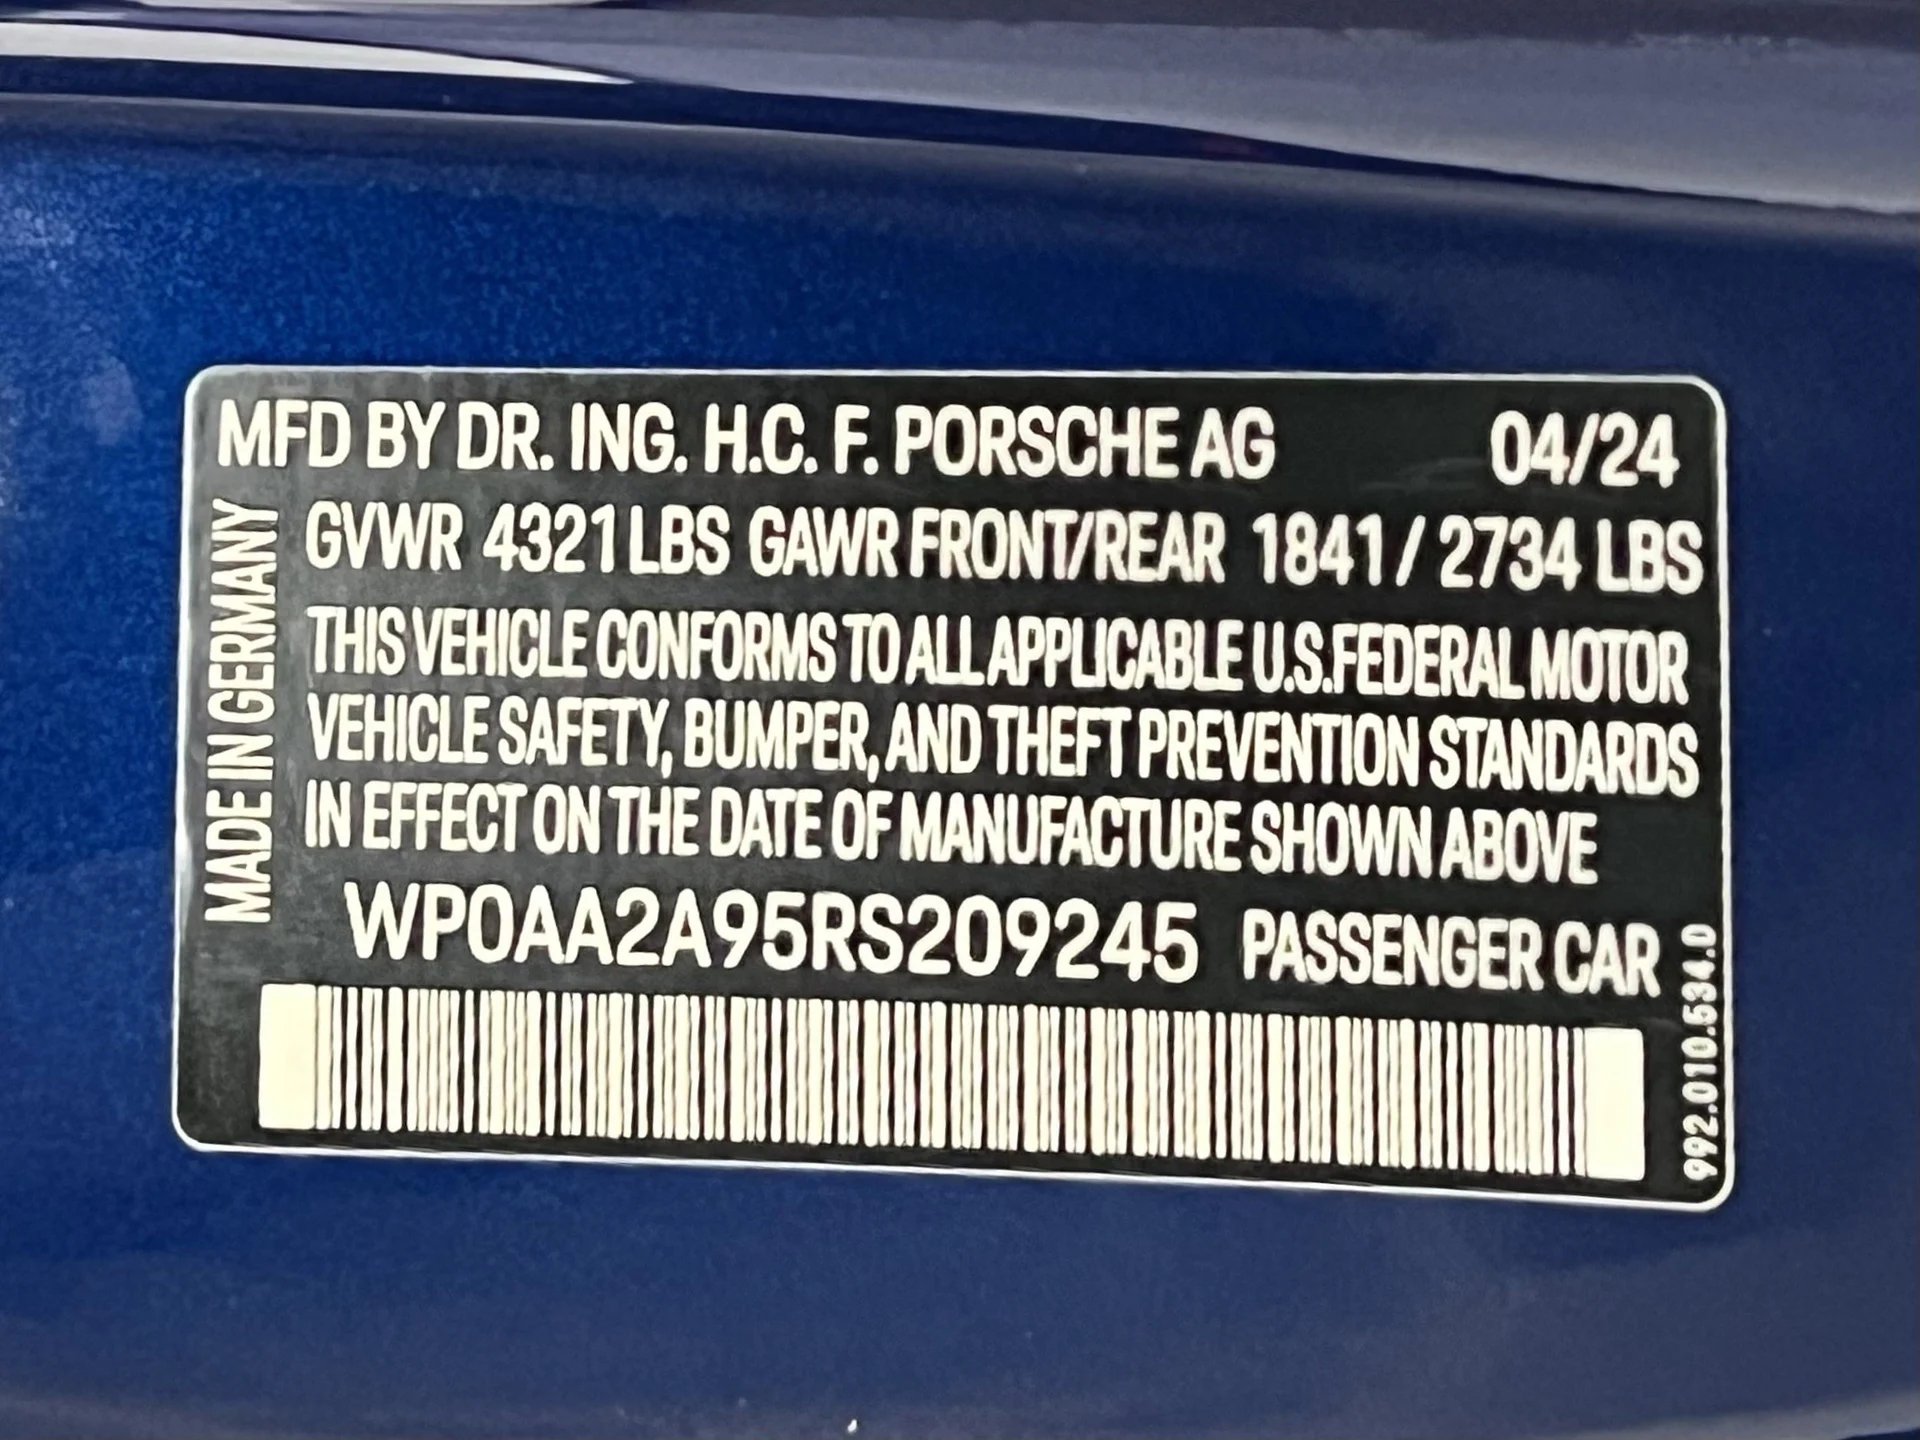 MFD BY DR. ING. H.C. F. PORSCHE AG 04/24
GVWR 4321 LBS GAWR FRONT/REAR 1841 / 2734 LBS
THIS VEHICLE CONFORMS TO ALL APPLICABLE U.S.FEDERAL MOTOR
VEHICLE SAFETY, BUMPER, AND THEFT PREVENTION STANDARDS
IN EFFECT ON THE DATE OF MANUFACTURE SHOWN ABOVE
WP0AA2A95RS209245 PASSENGER CAR
MADE IN GERMANY
992.010.534.0